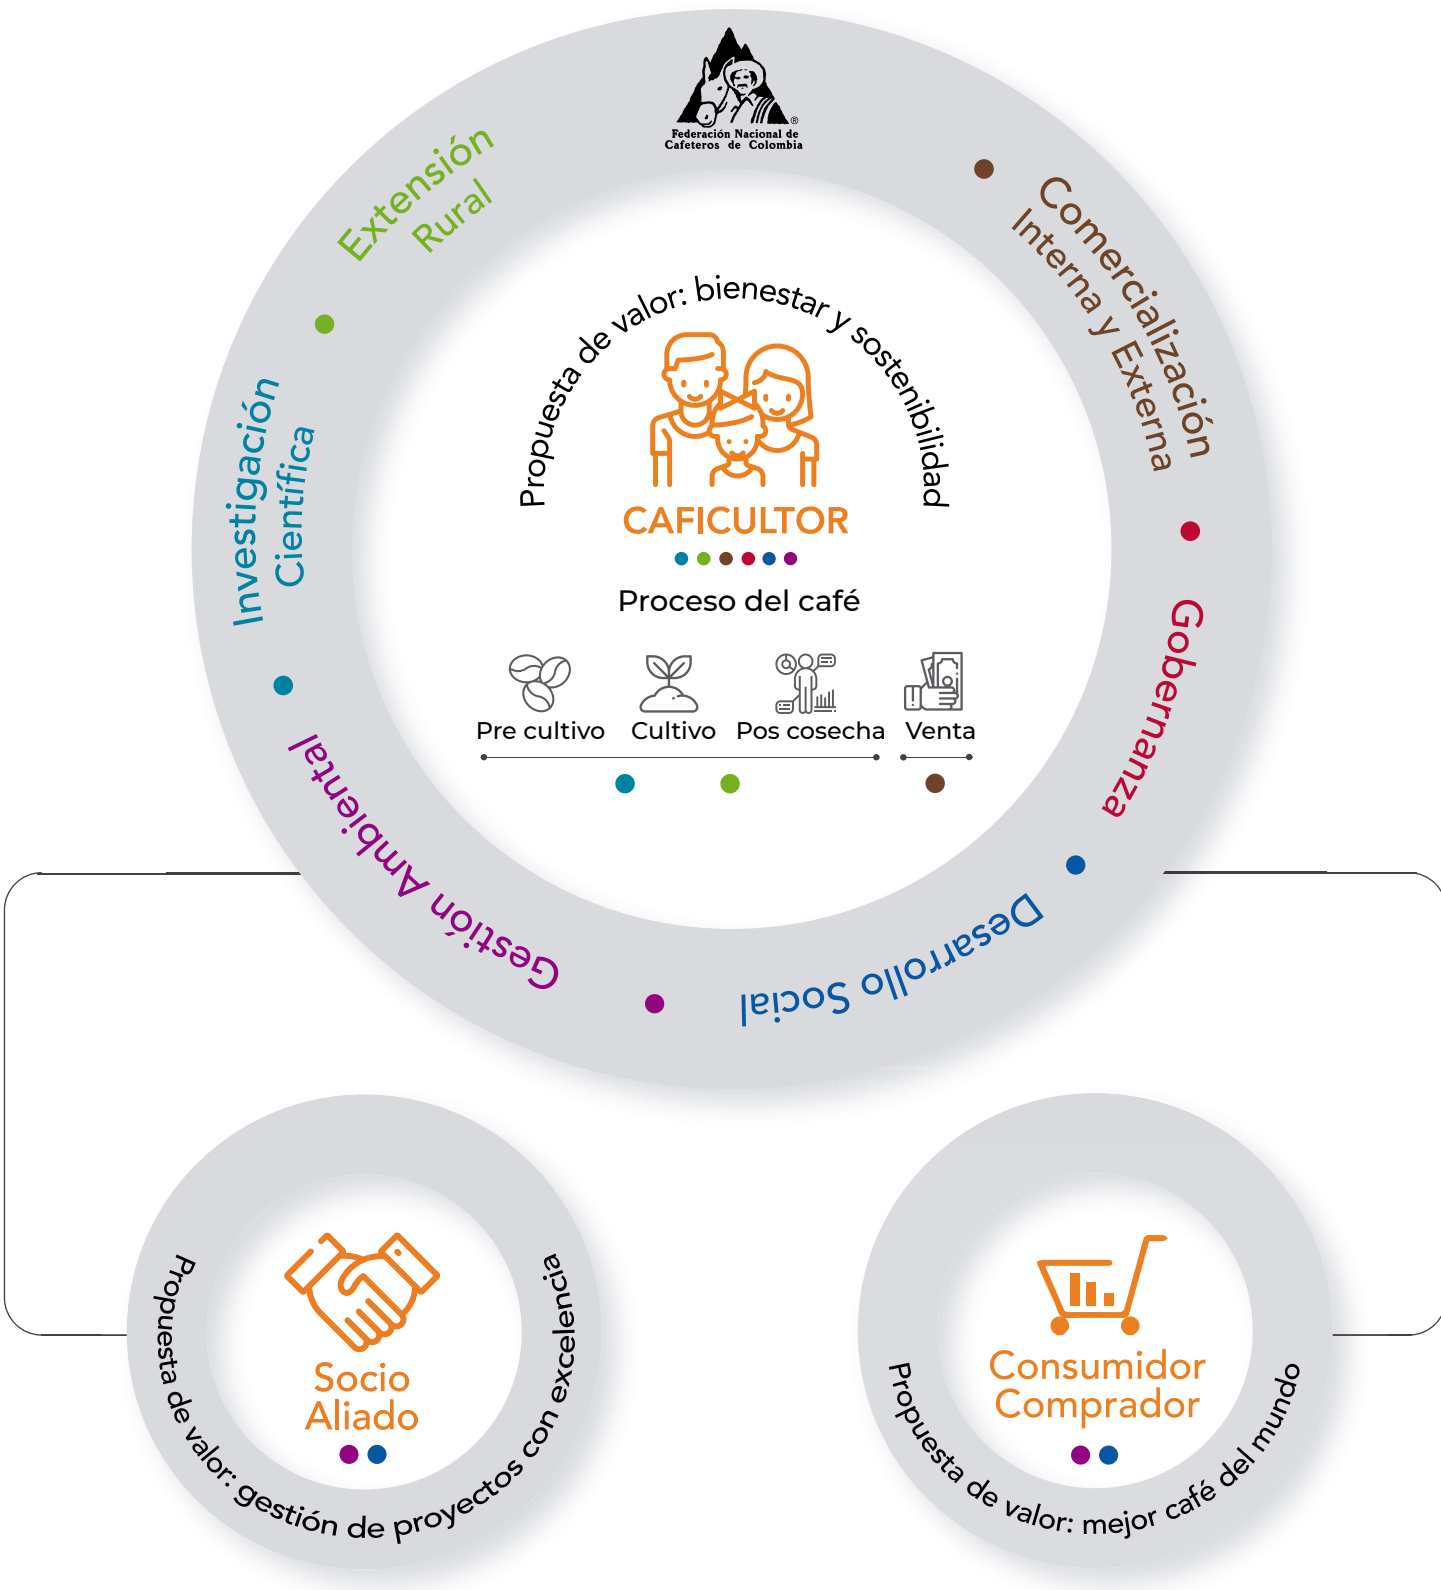 Federación Nacional de
Cafeteros de Colombia
®
Extensión
Rural
Comercialización
Interna y Externa
Investigación
Científica
Gobernanza
Gestión Ambiental
Desarrollo Social
Propuesta de valor: bienestar y sostenibilidad
CAFICULTOR
Proceso del café
Pre cultivo
Cultivo
Pos cosecha
Venta
Socio
Aliado
Propuesta de valor: gestión de proyectos con excelencia
Consumidor
Comprador
Propuesta de valor: mejor café del mundo